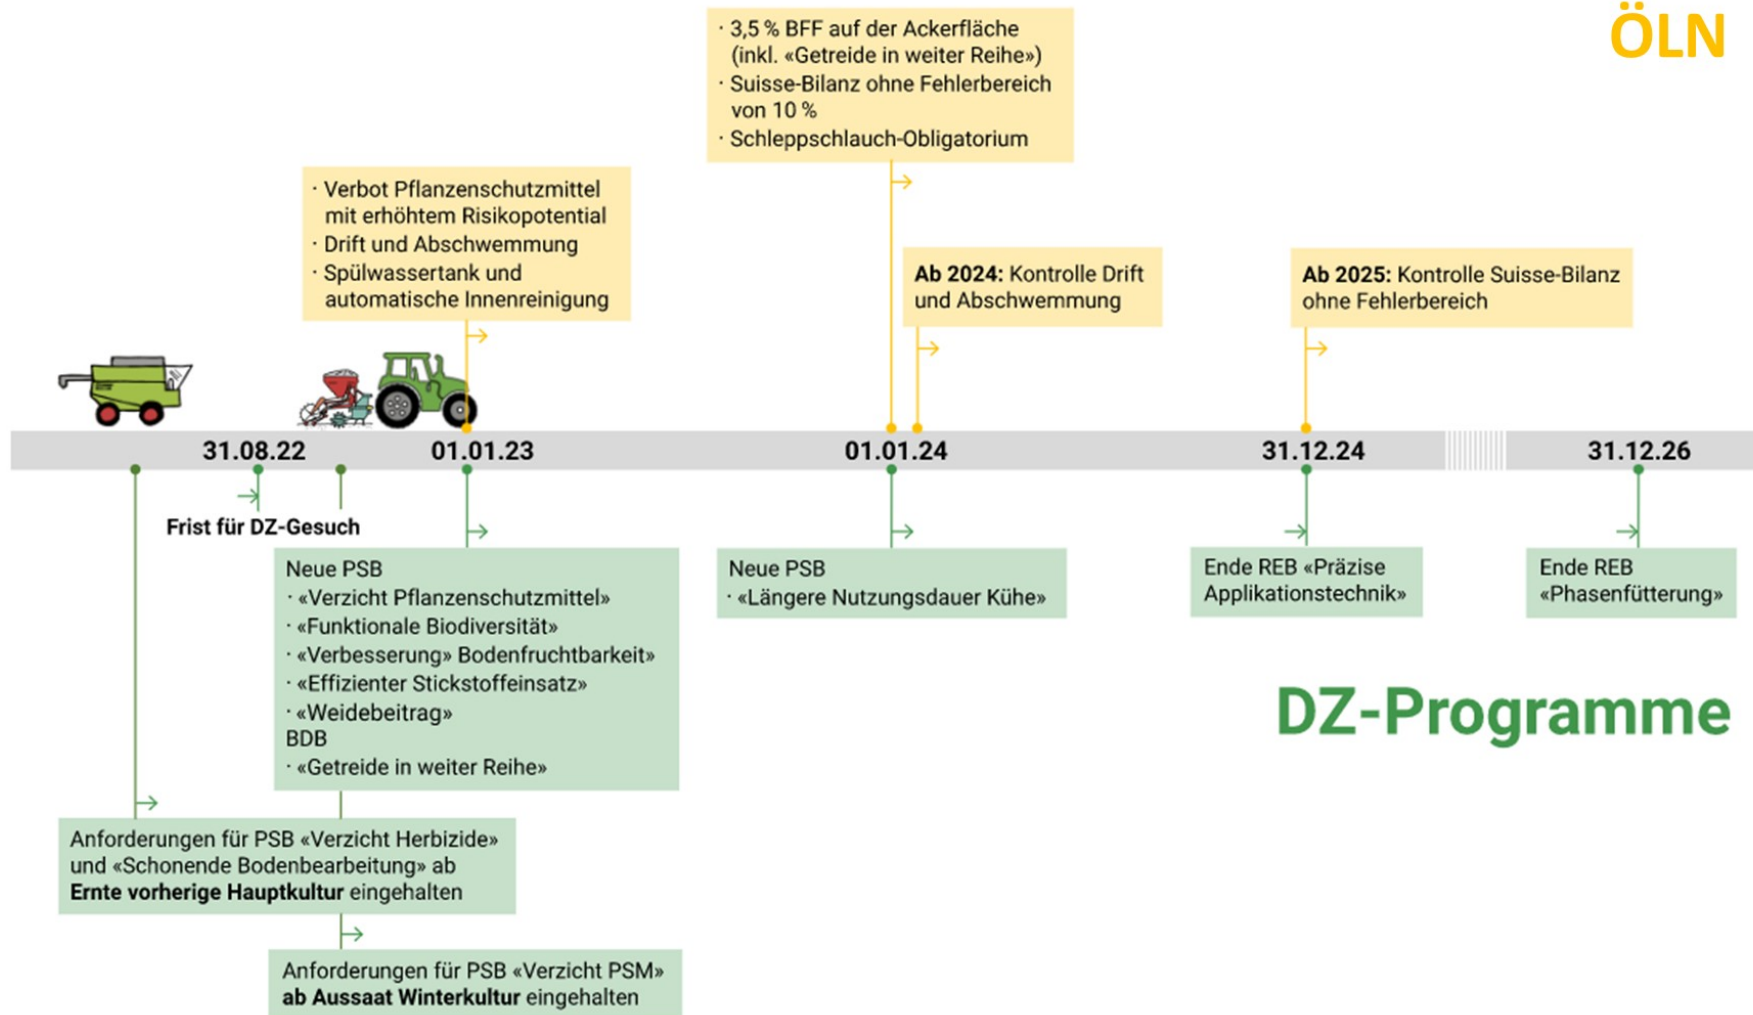 ÖLN
· 3,5 % BFF auf der Ackerfläche
(inkl. «Getreide in weiter Reihe»)
· Suisse-Bilanz ohne Fehlerbereich
von 10 %
· Schleppschlauch-Obligatorium
· Verbot Pflanzenschutzmittel
mit erhöhtem Risikopotential
· Drift und Abschwemmung
· Spülwassertank und
automatische Innenreinigung
Ab 2024: Kontrolle Drift
und Abschwemmung
Ab 2025: Kontrolle Suisse-Bilanz
ohne Fehlerbereich
31.08.22
01.01.23
01.01.24
31.12.24
31.12.26
Frist für DZ-Gesuch
Neue PSB
· «Verzicht Pflanzenschutzmittel»
· «Funktionale Biodiversität»
· «Verbesserung» Bodenfruchtbarkeit»
· «Effizienter Stickstoffeinsatz»
· «Weidebeitrag»
BDB
· «Getreide in weiter Reihe»
Neue PSB
· «Längere Nutzungsdauer Kühe»
Ende REB «Präzise
Applikationstechnik»
Ende REB
«Phasenfütterung»
DZ-Programme
Anforderungen für PSB «Verzicht Herbizide»
und «Schonende Bodenbearbeitung» ab
Ernte vorherige Hauptkultur eingehalten
Anforderungen für PSB «Verzicht PSM»
ab Aussaat Winterkultur eingehalten